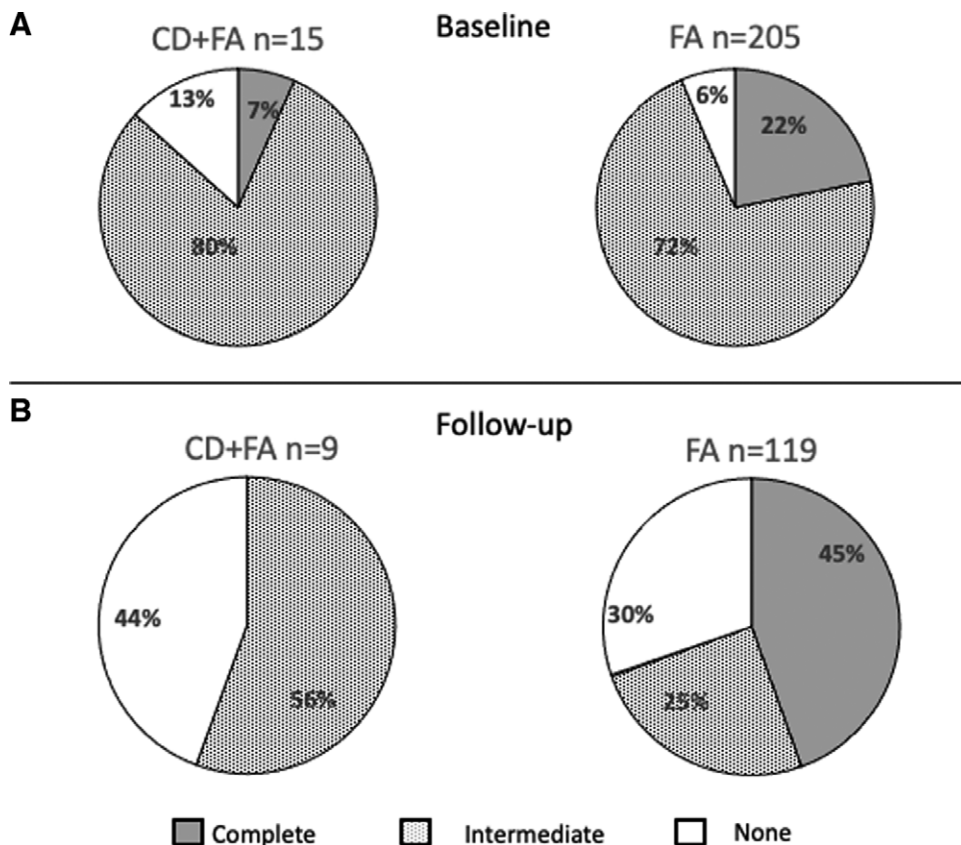 A
Baseline
CD+FA n=15
FA n=205
13%
7%
80%
6%
22%
72%
B
Follow-up
CD+FA n=9
FA n=119
44%
56%
45%
30%
25%
Complete
Intermediate
None